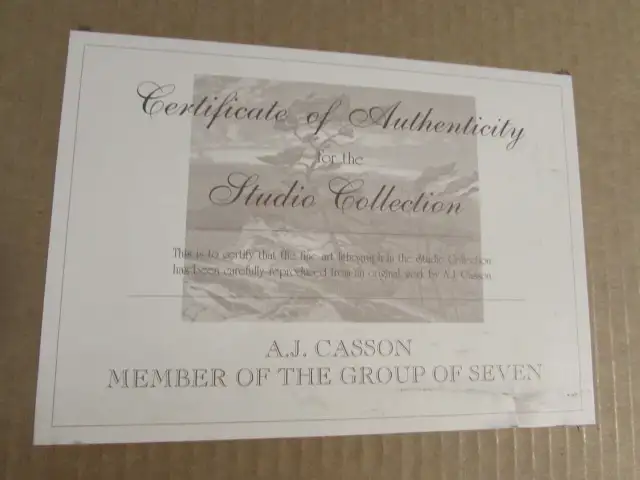 Certificate of Authenticity
for the
Studio Collection
This is to certify that the fine art lithograph in the Studio Collection
has been carefully reproduced from an original work by A.J. Casson
A.J. CASSON
MEMBER OF THE GROUP OF SEVEN